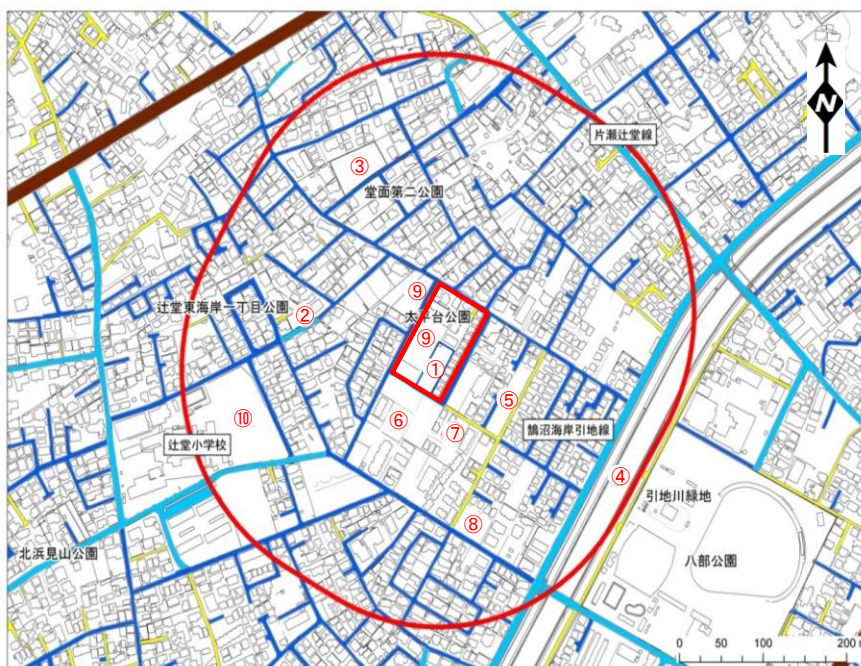 片瀬辻堂線
N
③
堂面第二公園
⑨
太平台公園
辻堂東海岸一丁目公園
②
⑨
①
⑤
⑩
⑥
⑦
鵠沼海岸引地線
辻堂小学校
④
引地川緑地
⑧
北浜見山公園
八部公園
0 50 100 200